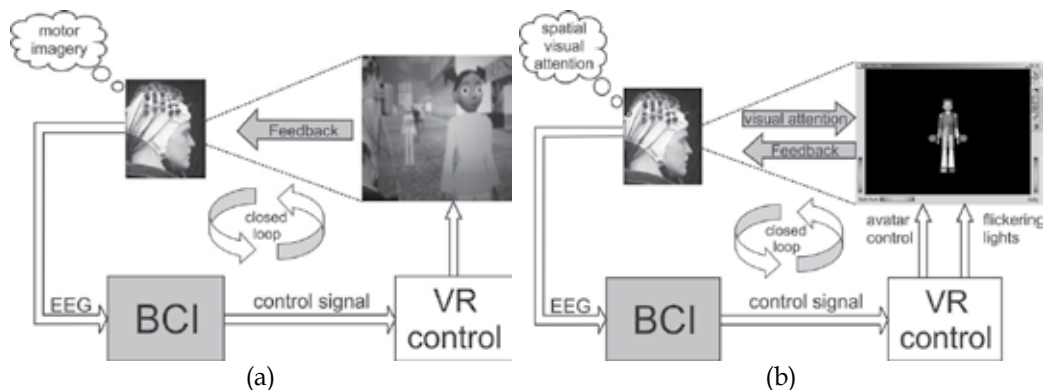 motor
imagery
Feedback
closed
loop
EEG
BCI
control signal
VR
control
(a)
spatial
visual
attention
visual attention
Feedback
closed
loop
avatar
control
flickering
lights
EEG
BCI
control signal
VR
control
(b)